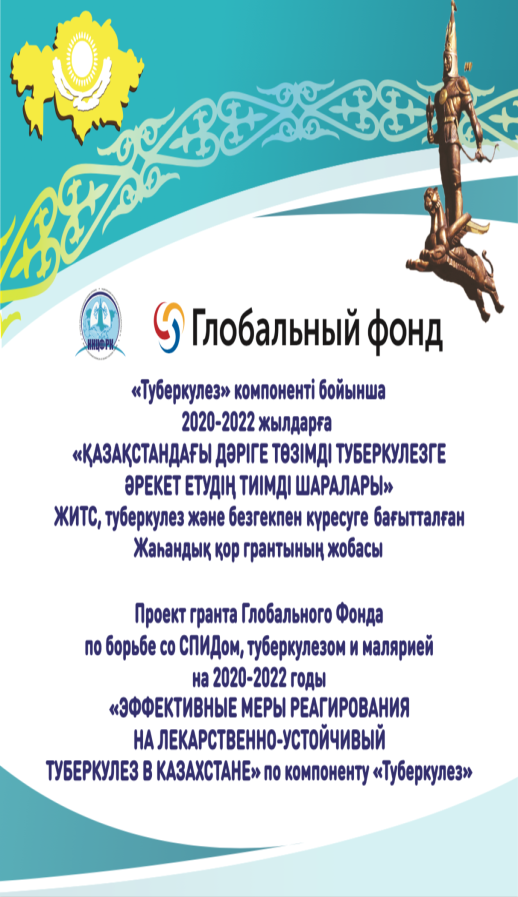 ННЦФ РК
Глобальный фонд
«Туберкулез» компоненті бойынша
2020-2022 жылдарға
«ҚАЗАҚСТАНДАҒЫ ДӘРІГЕ ТӨЗІМДІ ТУБЕРКУЛЕЗГЕ
ӘРЕКЕТ ЕТУДІҢ ТИІМДІ ШАРАЛАРЫ»
ЖИТС, туберкулез және безгекпен күресуге бағытталған
Жаһандық қор грантының жобасы
Проект гранта Глобального Фонда
по борьбе со СПИДом, туберкулезом и малярией
на 2020-2022 годы
«ЭФФЕКТИВНЫЕ МЕРЫ РЕАГИРОВАНИЯ
НА ЛЕКАРСТВЕННО-УСТОЙЧИВЫЙ
ТУБЕРКУЛЕЗ В КАЗАХСТАНЕ» по компоненту «Туберкулез»